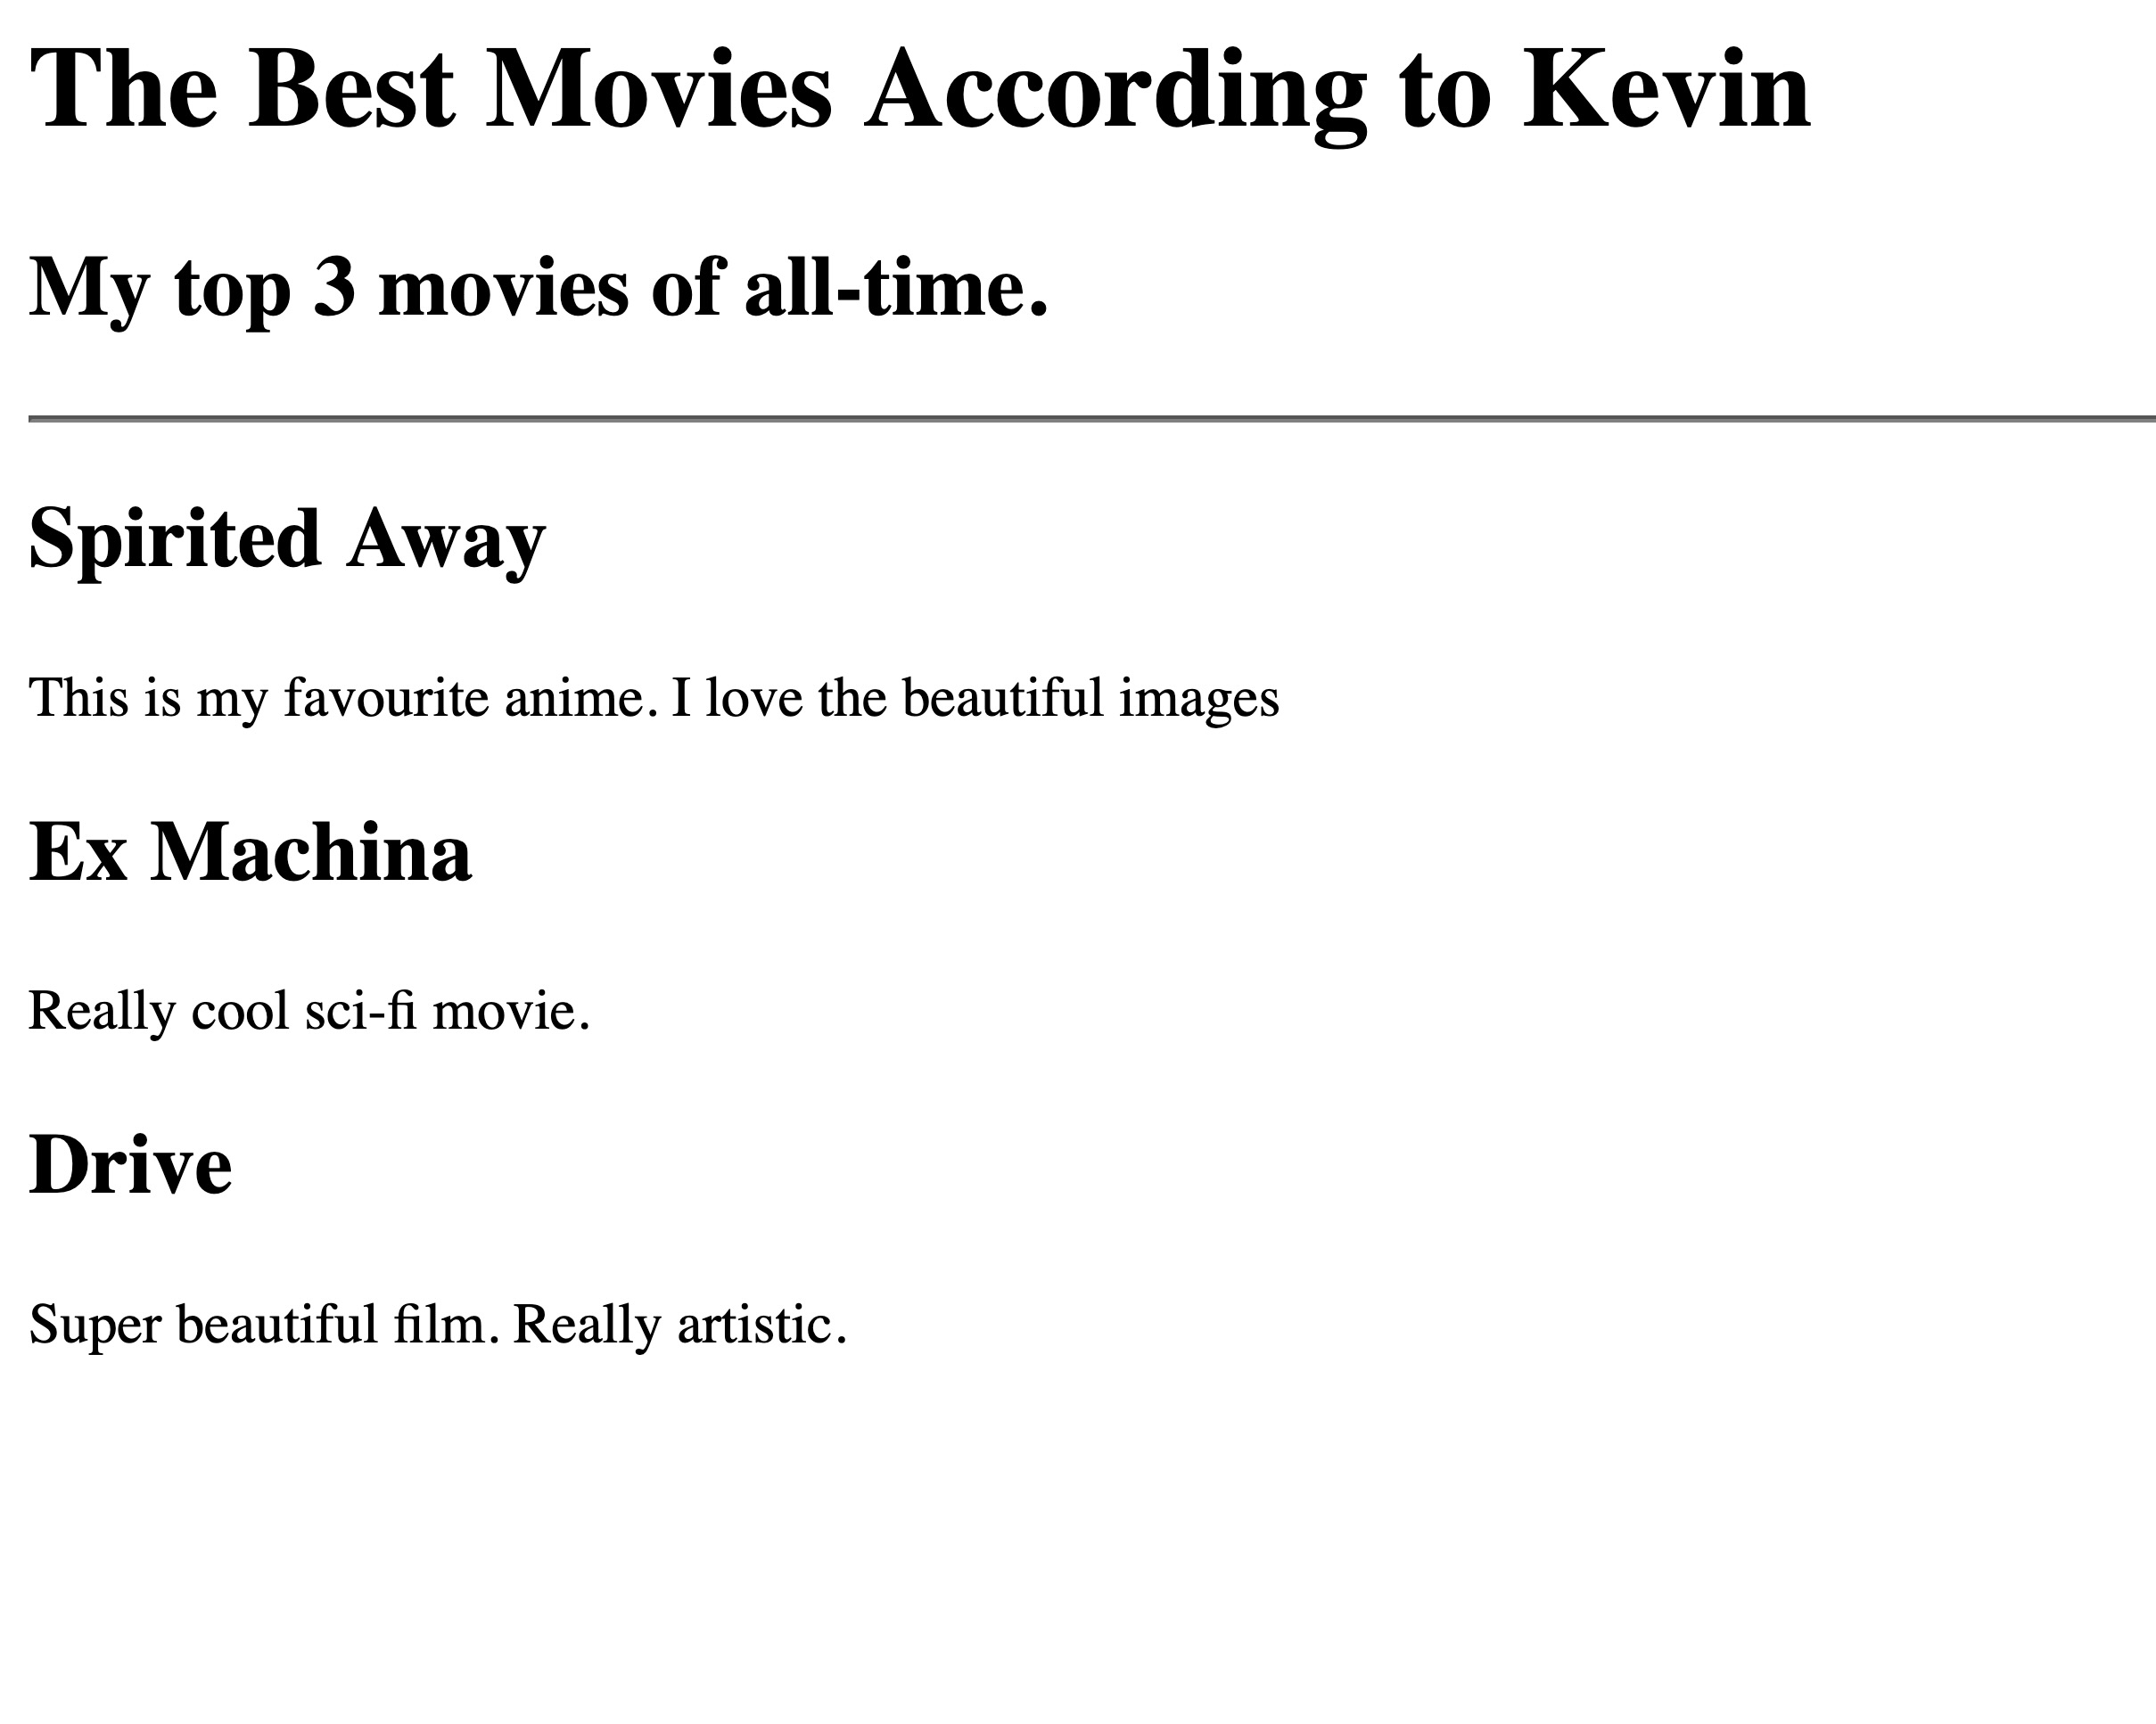 The Best Movies According to Kevin
My top 3 movies of all-time.
Spirited Away
This is my favourite anime. I love the beautiful images
Ex Machina
Really cool sci-fi movie.
Drive
Super beautiful film. Really artistic.